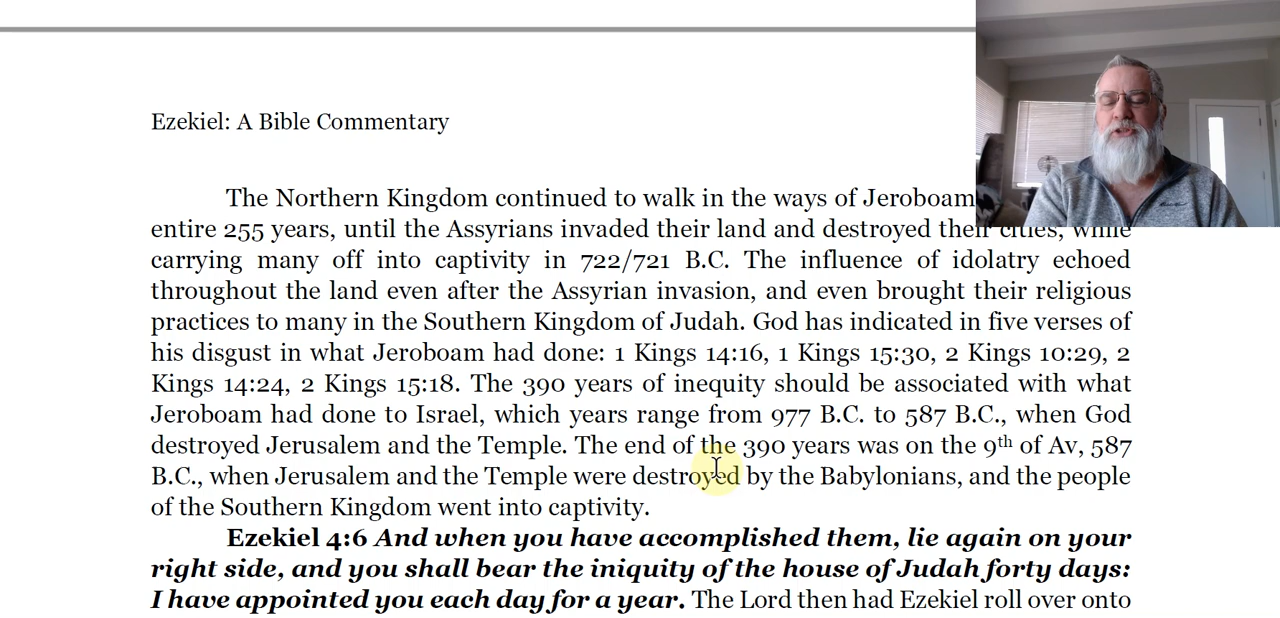 Ezekiel: A Bible Commentary
The Northern Kingdom continued to walk in the ways of Jeroboam
entire 255 years, until the Assyrians invaded their land and destroyed their cities, while
carrying many off into captivity in 722/721 B.C. The influence of idolatry echoed
throughout the land even after the Assyrian invasion, and even brought their religious
practices to many in the Southern Kingdom of Judah. God has indicated in five verses of
his disgust in what Jeroboam had done: 1 Kings 14:16, 1 Kings 15:30, 2 Kings 10:29, 2
Kings 14:24, 2 Kings 15:18. The 390 years of inequity should be associated with what
Jeroboam had done to Israel, which years range from 977 B.C. to 587 B.C., when God
destroyed Jerusalem and the Temple. The end of the 390 years was on the 9th of Av, 587
B.C., when Jerusalem and the Temple were destroyed by the Babylonians, and the people
of the Southern Kingdom went into captivity.
Ezekiel 4:6 And when you have accomplished them, lie again on your
right side, and you shall bear the iniquity of the house of Judah forty days:
I have appointed you each day for a year. The Lord then had Ezekiel roll over onto